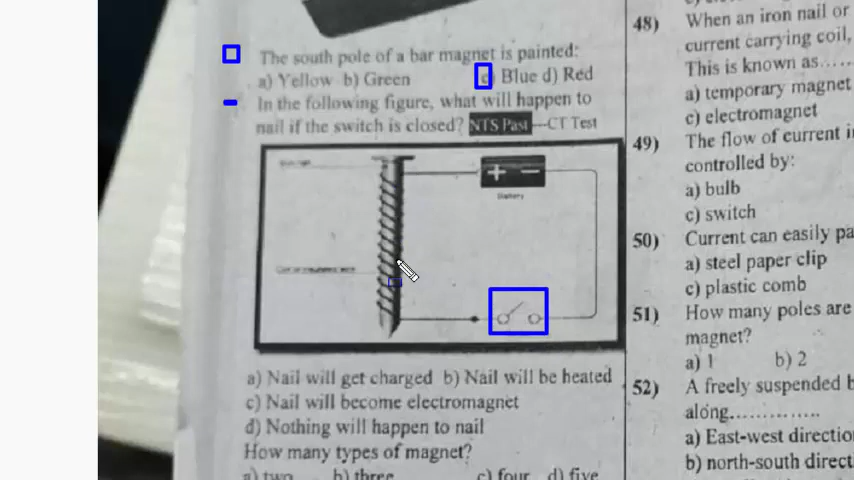 The south pole of a bar magnet is painted:
a) Yellow b) Green c) Blue d) Red
In the following figure, what will happen to
nail if the switch is closed? NTS Past—CT Test
+ −
Battery
a) Nail will get charged b) Nail will be heated
c) Nail will become electromagnet
d) Nothing will happen to nail
How many types of magnet?
a) two b) three c) four d) five
48) When an iron nail or
current carrying coil,
This is known as.....
a) temporary magnet
c) electromagnet
49) The flow of current i
controlled by:
a) bulb
c) switch
50) Current can easily pa
a) steel paper clip
c) plastic comb
51) How many poles are
magnet?
a) 1 b) 2
52) A freely suspended b
along..............
a) East-west directio
b) north-south direct